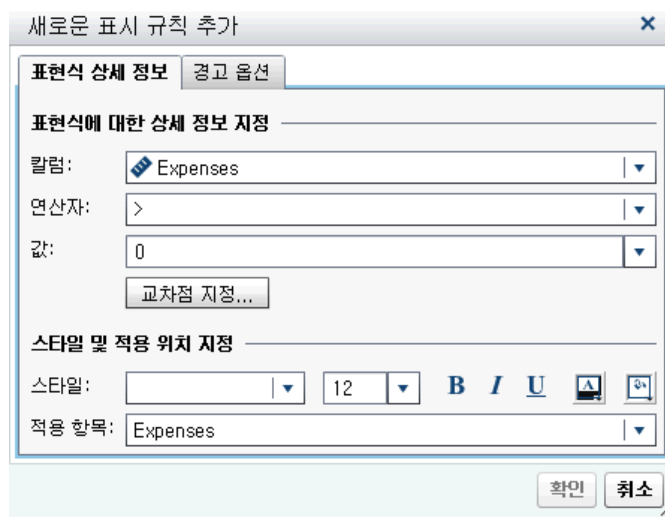 새로운 표시 규칙 추가
표현식 상세 정보 경고 옵션
표현식에 대한 상세 정보 지정
칼럼: Expenses
연산자: >
값: 0
교차점 지정...
스타일 및 적용 위치 지정
스타일: 12 B I U A
적용 항목: Expenses
확인 취소